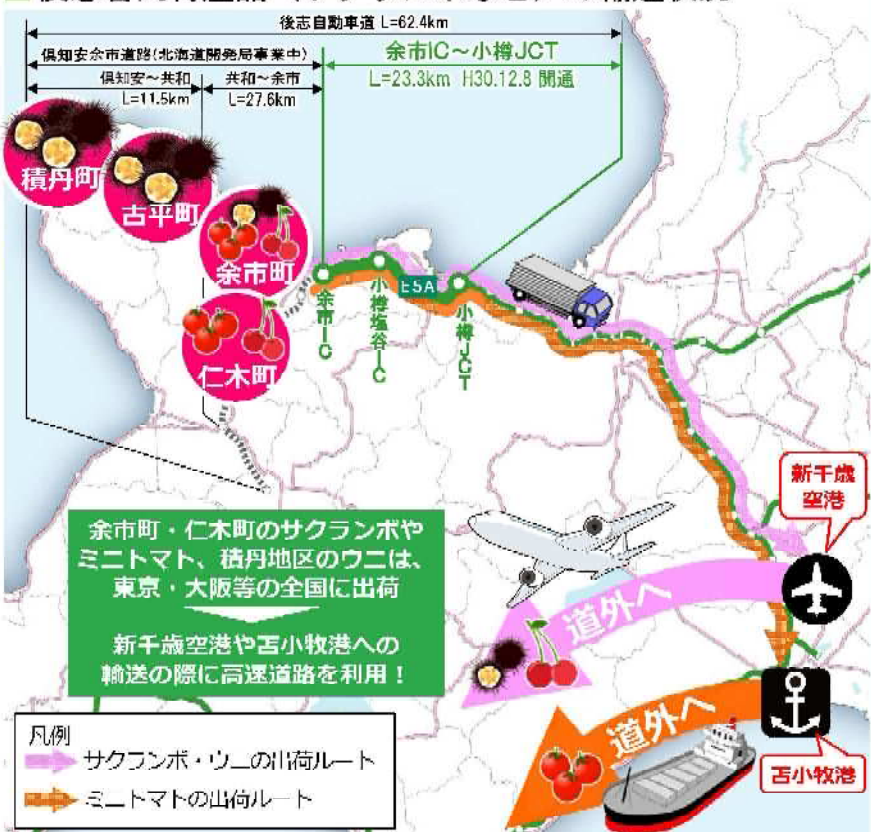 後志自動車道 L=62.4km
倶知安余市道路(北海道開発局事業中)
余市IC～小樽JCT
L=23.3km H30.12.8 開通
倶知安～共和
L=11.5km
共和～余市
L=27.6km
積丹町
古平町
余市町
仁木町
余市IC
小樽塩谷IC
E5A
小樽JCT
新千歳
空港
余市町・仁木町のサクランボや
ミニトマト、積丹地区のウニは、
東京・大阪等の全国に出荷
新千歳空港や苫小牧港への
輸送の際に高速道路を利用！
道外へ
道外へ
苫小牧港
凡例
サクランボ・ウニの出荷ルート
ミニトマトの出荷ルート